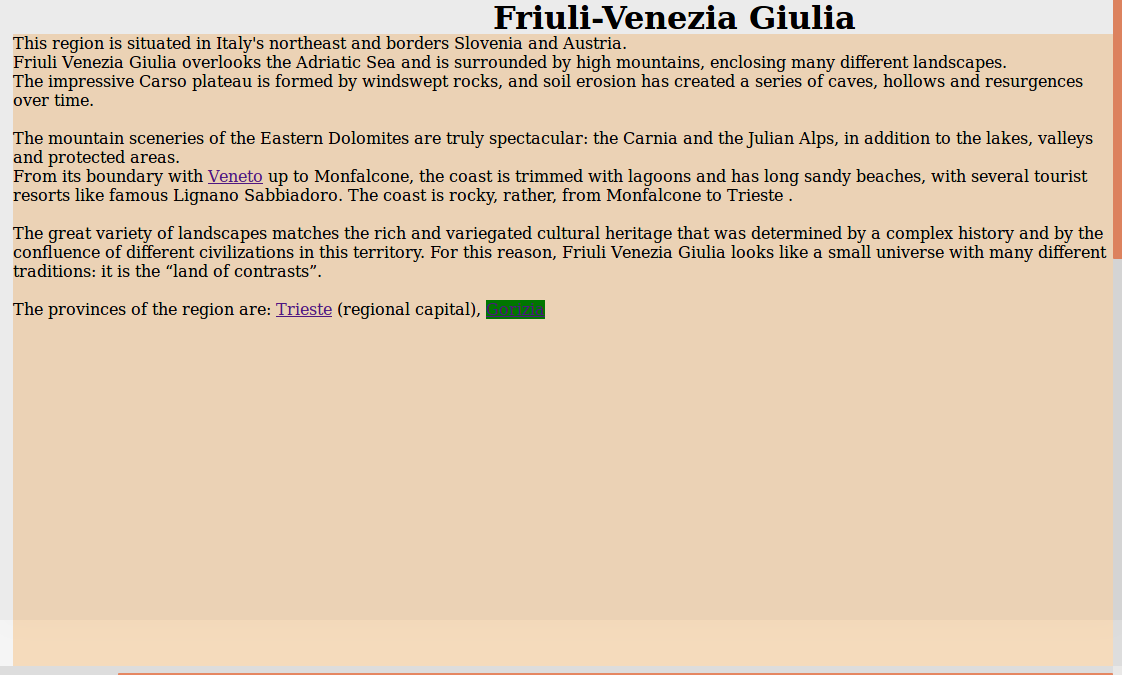 Friuli-Venezia Giulia
This region is situated in Italy's northeast and borders Slovenia and Austria.
Friuli Venezia Giulia overlooks the Adriatic Sea and is surrounded by high mountains, enclosing many different landscapes.
The impressive Carso plateau is formed by windswept rocks, and soil erosion has created a series of caves, hollows and resurgences
over time.
The mountain sceneries of the Eastern Dolomites are truly spectacular: the Carnia and the Julian Alps, in addition to the lakes, valleys
and protected areas.
From its boundary with Veneto up to Monfalcone, the coast is trimmed with lagoons and has long sandy beaches, with several tourist
resorts like famous Lignano Sabbiadoro. The coast is rocky, rather, from Monfalcone to Trieste .
The great variety of landscapes matches the rich and variegated cultural heritage that was determined by a complex history and by the
confluence of different civilizations in this territory. For this reason, Friuli Venezia Giulia looks like a small universe with many different
traditions: it is the “land of contrasts”.
The provinces of the region are: Trieste (regional capital), Gorizia